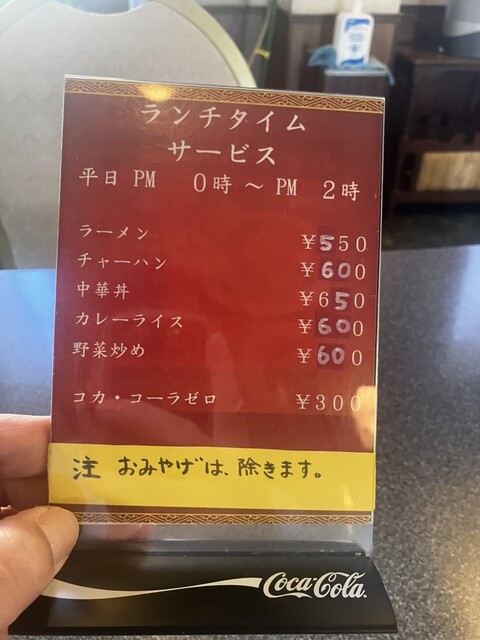 ランチタイム
サービス
平日 PM 0時 ～ PM 2時
ラーメン ￥550
チャーハン ￥600
中華丼 ￥650
カレーライス ￥600
野菜炒め ￥600
コカ・コーラゼロ ￥300
注 おみやげは、除きます。
Coca-Cola